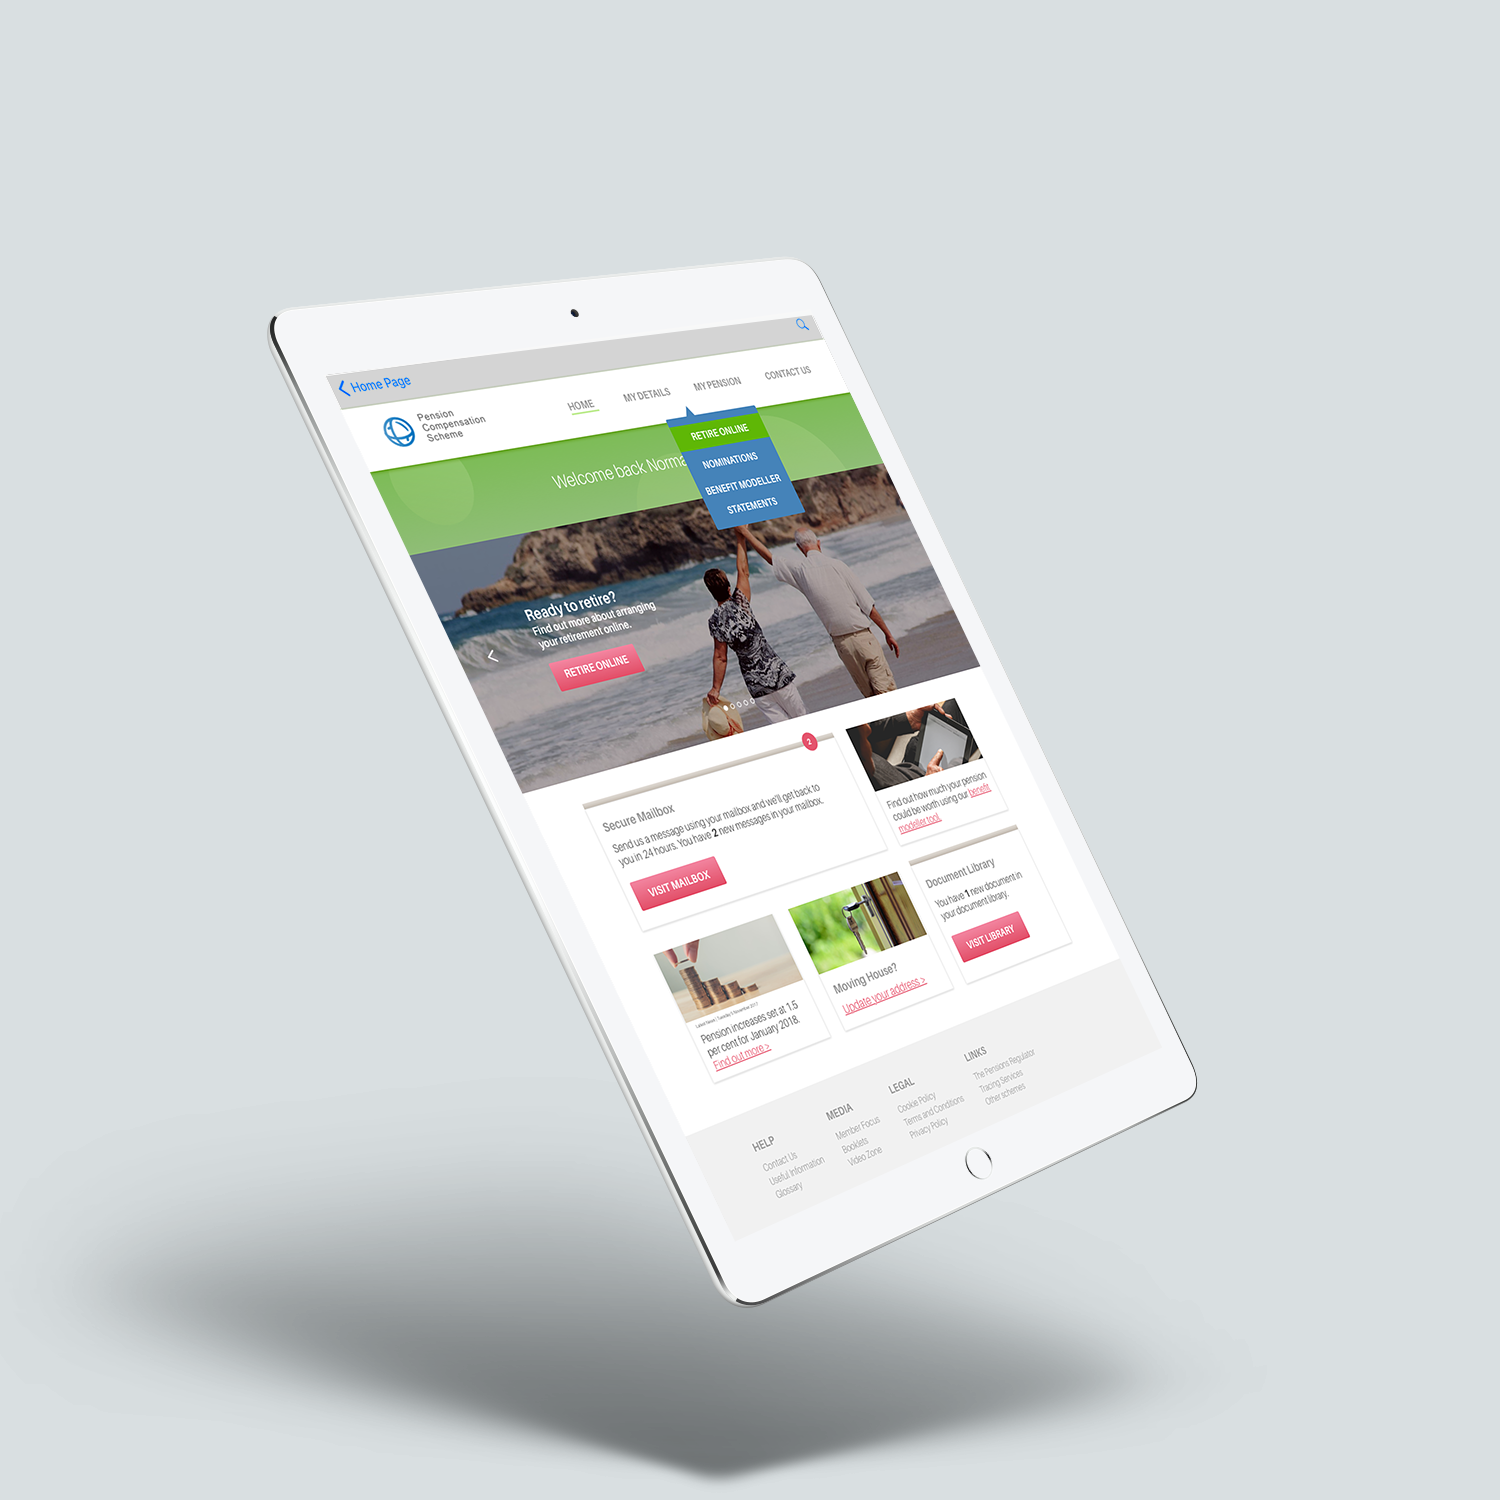 Home Page
Pension
Compensation
Scheme
HOME
MY DETAILS
MY PENSION
CONTACT US
RETIRE ONLINE
NOMINATIONS
BENEFIT MODELLER
STATEMENTS
Welcome back Norma
Ready to retire?
Find out more about arranging
your retirement online.
RETIRE ONLINE
2
Secure Mailbox
Send us a message using your mailbox and we'll get back to
you in 24 hours. You have 2 new messages in your mailbox.
VISIT MAILBOX
Find out how much your pension
could be worth using our benefit
modeller tool.
Latest News | Tuesday 5 November 2017
Pension increases set at 1.5
per cent for January 2018.
Find out more >
Moving House?
Update your address >
Document Library
You have 1 new document in
your document library.
VISIT LIBRARY
HELP
Contact Us
Useful Information
Glossary
MEDIA
Member Focus
Booklets
Video Zone
LEGAL
Cookie Policy
Terms and Conditions
Privacy Policy
LINKS
The Pensions Regulator
Tracing Services
Other schemes